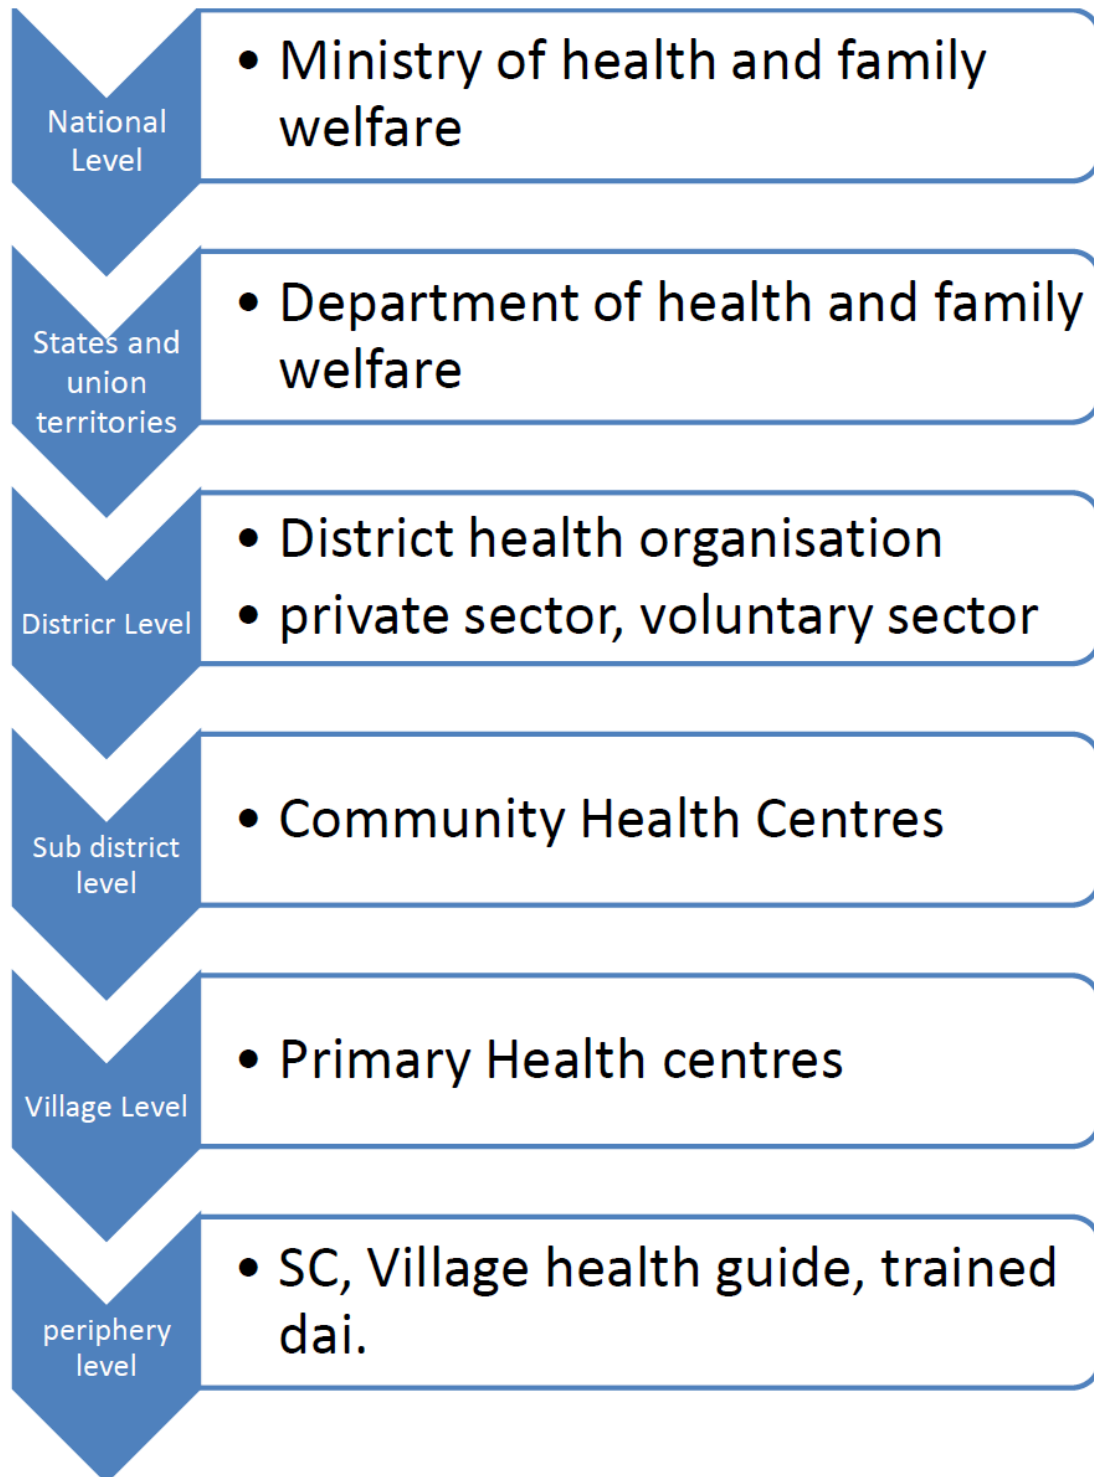 National
Level
• Ministry of health and family
welfare
States and
union
territories
• Department of health and family
welfare
Districr Level
• District health organisation
• private sector, voluntary sector
Sub district
level
• Community Health Centres
Village Level
• Primary Health centres
periphery
level
• SC, Village health guide, trained
dai.